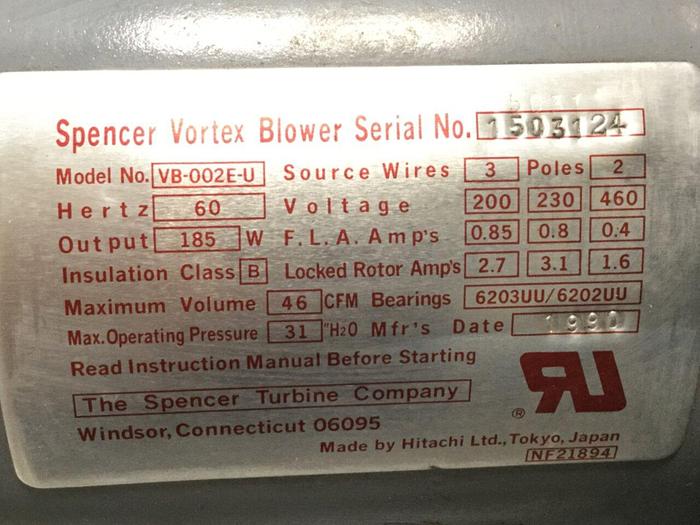 Spencer Vortex Blower Serial No. 1503124
Model No. VB-002E-U Source Wires 3 Poles 2
Hertz 60 Voltage 200 230 460
Output 185 W F.L.A. Amp's 0.85 0.8 0.4
Insulation Class B Locked Rotor Amp's 2.7 3.1 1.6
Maximum Volume 46 CFM Bearings 6203UU/6202UU
Max. Operating Pressure 31 "H2O Mfr's Date 1990
Read Instruction Manual Before Starting
The Spencer Turbine Company
Windsor, Connecticut 06095
®
Made by Hitachi Ltd., Tokyo, Japan
NF21894